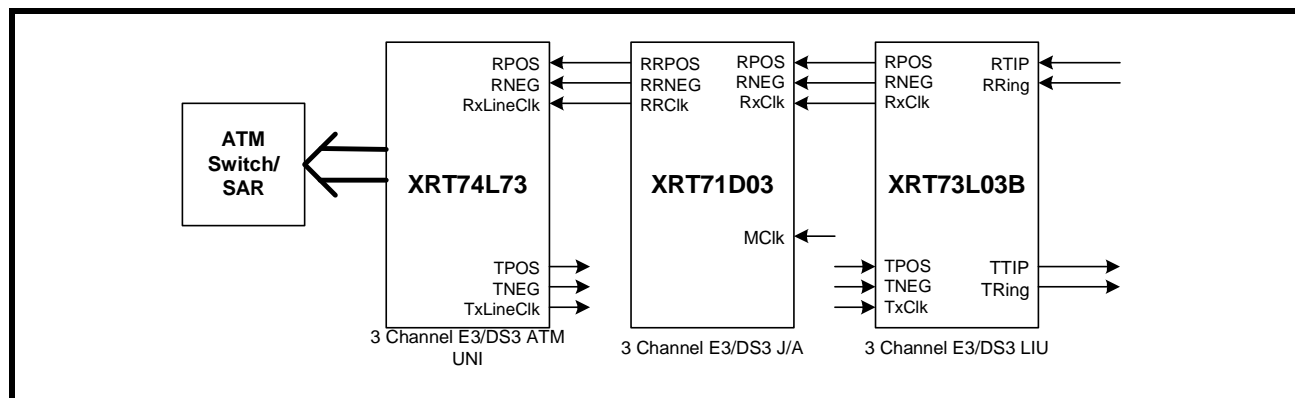 ATM
Switch/
SAR
RPOS
RNEG
RxLineClk
XRT74L73
TPOS
TNEG
TxLineClk
3 Channel E3/DS3 ATM
UNI
RRPOS
RRNEG
RRClk
RPOS
RNEG
RxClk
XRT71D03
MClk
3 Channel E3/DS3 J/A
RPOS
RNEG
RxClk
RTIP
RRing
XRT73L03B
TPOS
TNEG
TxClk
TTIP
TRing
3 Channel E3/DS3 LIU